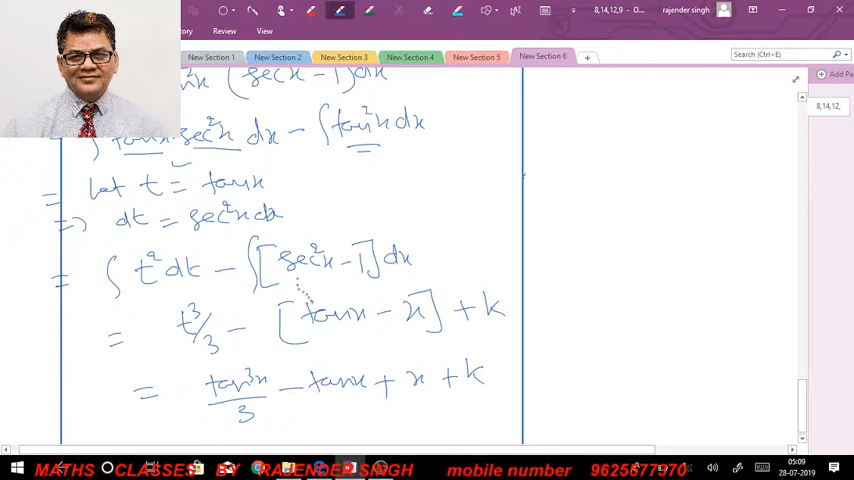 8,14,12,9 - O...
rajender singh
History
Review
View
New Section 1
New Section 2
New Section 3
New Section 4
New Section 5
New Section 6
+
Search (Ctrl+E)
+ Add Pa
8,14,12,
(sec²x - 1) dx
∫ tan²x sec²x dx - ∫ tan²x dx
= let t = tanx
=> dt = sec²x dx
= ∫ t² dt - ∫ [sec²x - 1] dx
= t³/3 - [tanx - x] + k
= tan³x/3 - tanx + x + k
05:09
28-07-2019
MATHS CLASSES BY RAJENDER SINGH mobile number 9625877970